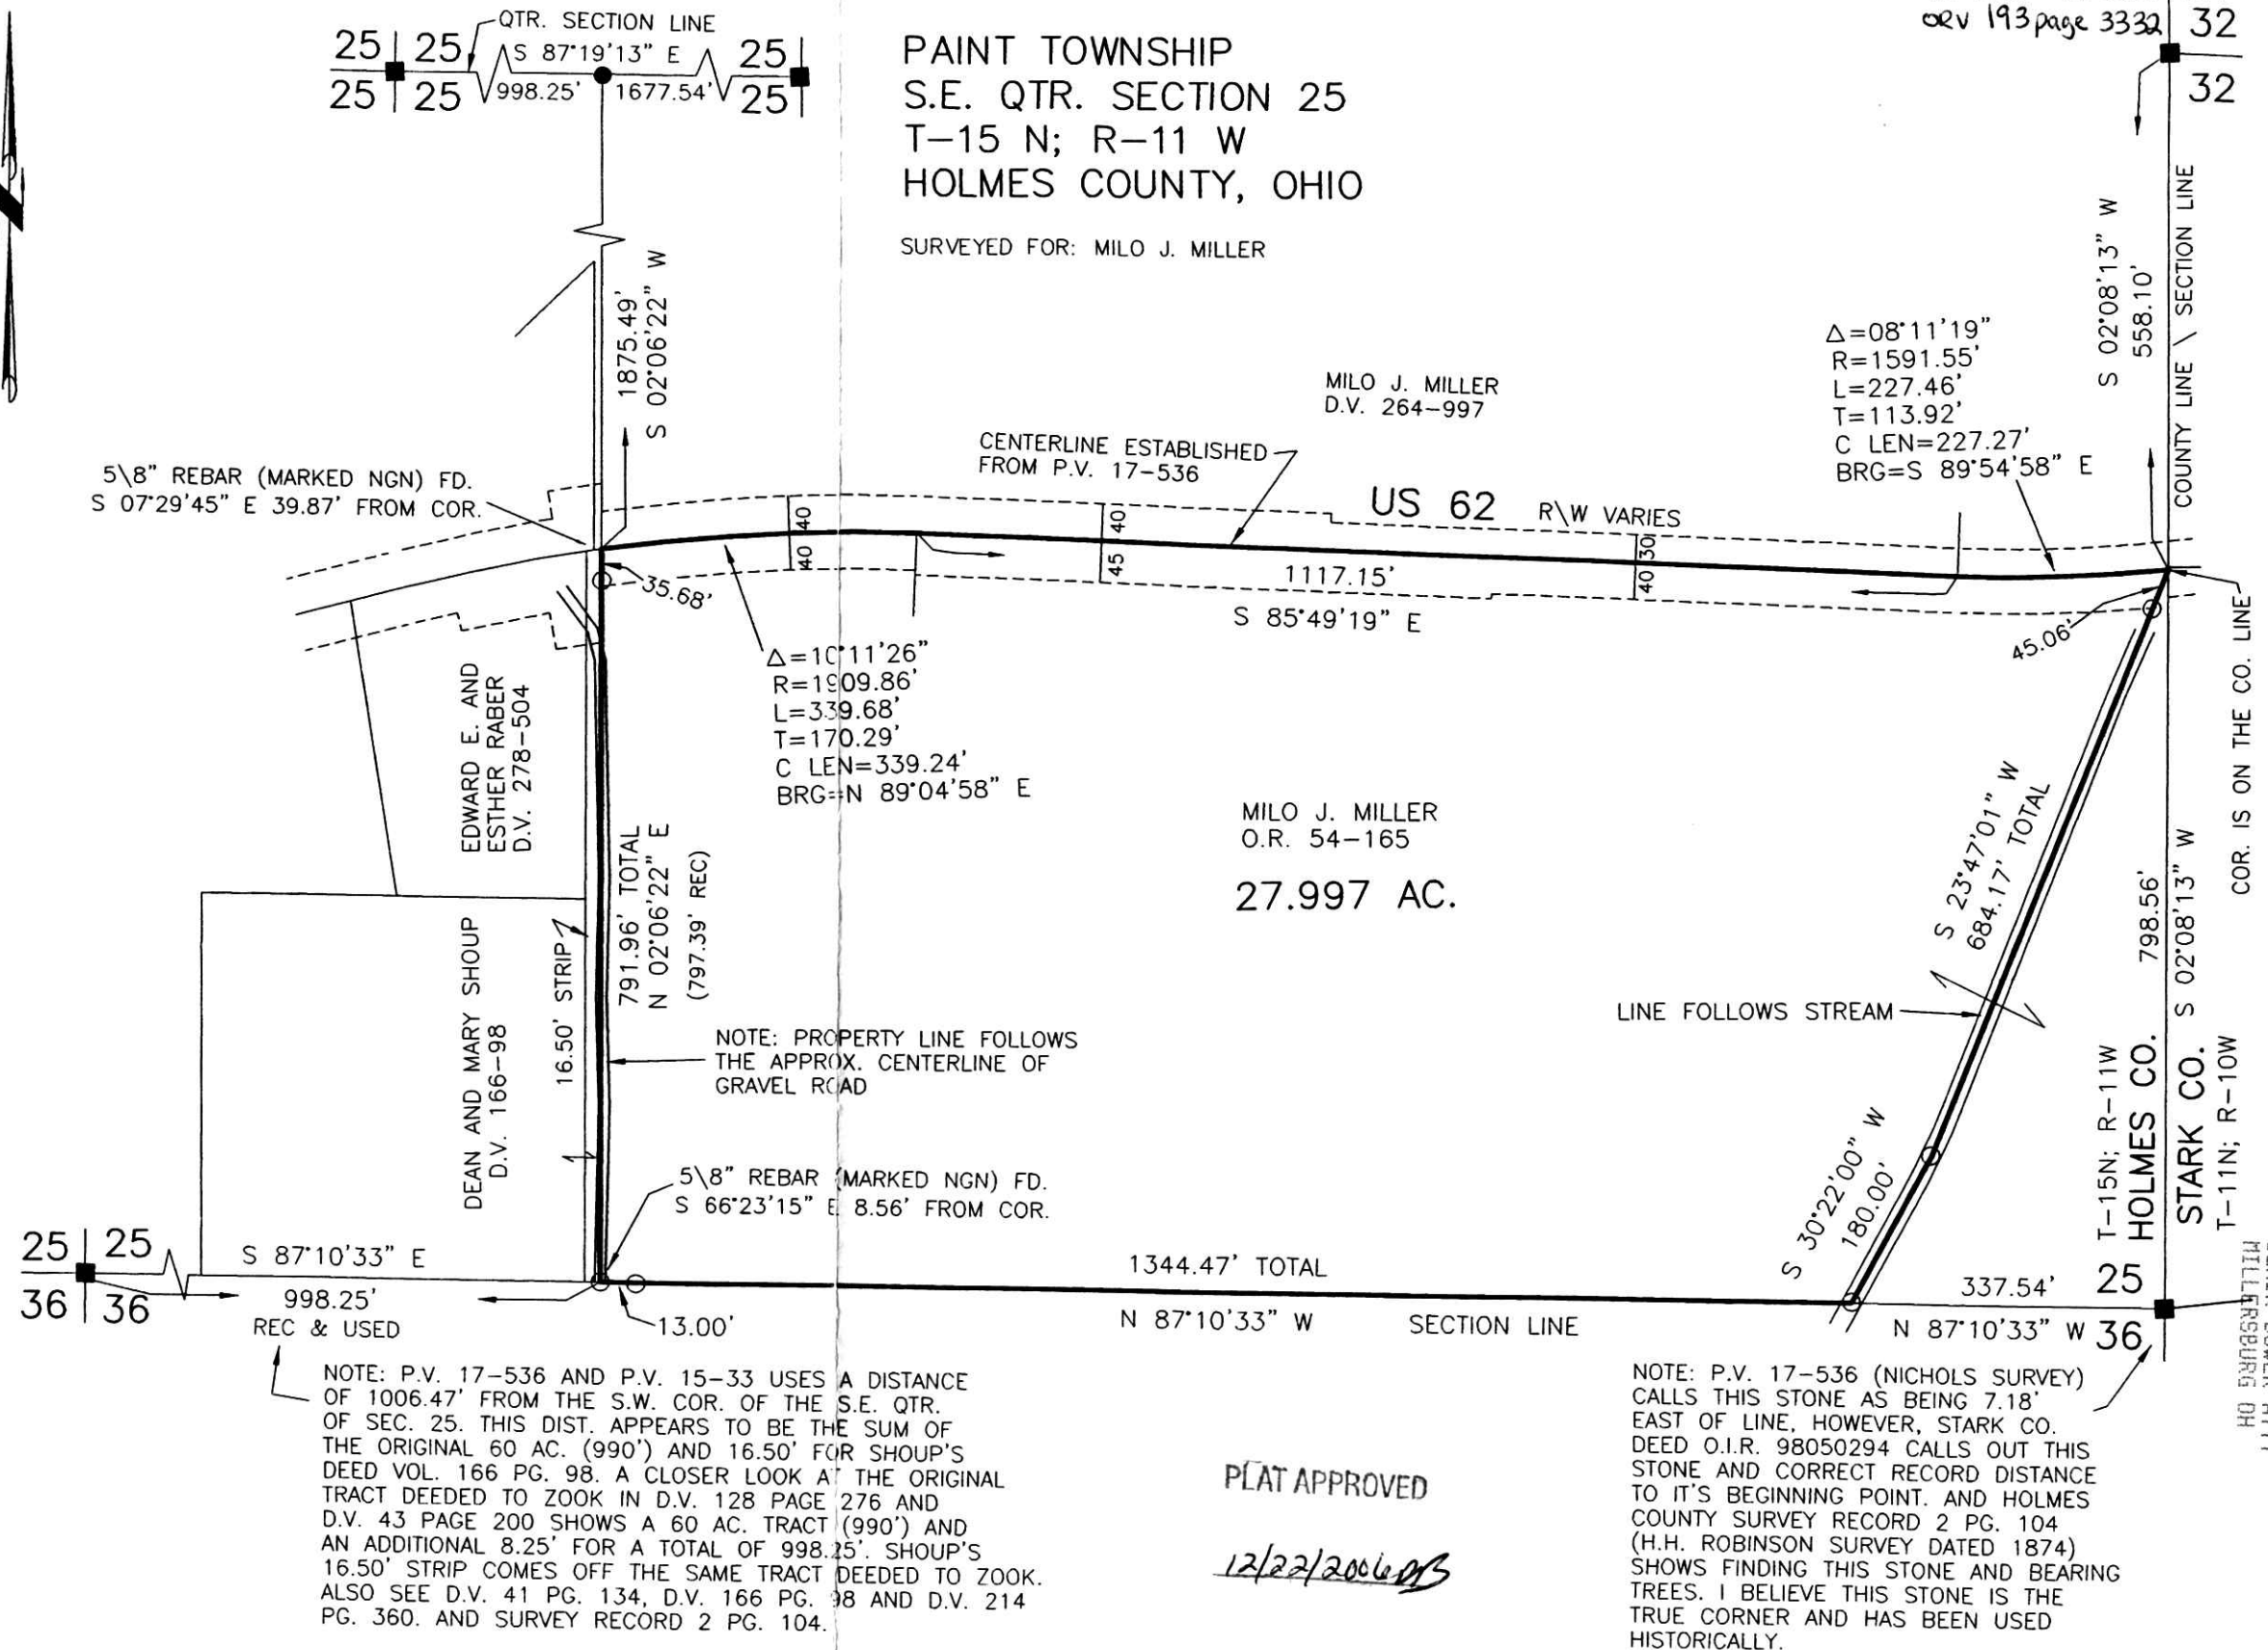 ORV 193 page 3332
QTR. SECTION LINE
25 25
25 25
S 87°19'13" E
998.25'
1677.54'
25
25
32
32
PAINT TOWNSHIP
S.E. QTR. SECTION 25
T-15 N; R-11 W
HOLMES COUNTY, OHIO
SURVEYED FOR: MILO J. MILLER
1875.49'
S 02°06'22" W
S 02°08'13" W
558.10'
COUNTY LINE / SECTION LINE
Δ=08°11'19"
R=1591.55'
L=227.46'
T=113.92'
C LEN=227.27'
BRG=S 89°54'58" E
MILO J. MILLER
D.V. 264-997
CENTERLINE ESTABLISHED
FROM P.V. 17-536
5\8" REBAR (MARKED NGN) FD.
S 07°29'45" E 39.87' FROM COR.
US 62
R\W VARIES
40
40
40
45
30
40
35.68'
1117.15'
S 85°49'19" E
45.06'
COR. IS ON THE CO. LINE
Δ=10°11'26"
R=1909.86'
L=339.68'
T=170.29'
C LEN=339.24'
BRG=N 89°04'58" E
EDWARD E. AND
ESTHER RABER
D.V. 278-504
MILO J. MILLER
O.R. 54-165
27.997 AC.
791.96' TOTAL
N 02°06'22" E
(797.39' REC)
S 23°47'01" W
684.17' TOTAL
798.56'
S 02°08'13" W
DEAN AND MARY SHOUP
D.V. 166-98
16.50' STRIP
LINE FOLLOWS STREAM
NOTE: PROPERTY LINE FOLLOWS
THE APPROX. CENTERLINE OF
GRAVEL ROAD
T-15N; R-11W
HOLMES CO.
STARK CO.
T-11N; R-10W
5\8" REBAR (MARKED NGN) FD.
S 66°23'15" E 8.56' FROM COR.
S 30°22'00" W
180.00'
25 25
36 36
S 87°10'33" E
998.25'
REC & USED
13.00'
1344.47' TOTAL
N 87°10'33" W
SECTION LINE
337.54'
N 87°10'33" W
25
36
MILLERSBURG OH
NOTE: P.V. 17-536 AND P.V. 15-33 USES A DISTANCE
OF 1006.47' FROM THE S.W. COR. OF THE S.E. QTR.
OF SEC. 25. THIS DIST. APPEARS TO BE THE SUM OF
THE ORIGINAL 60 AC. (990') AND 16.50' FOR SHOUP'S
DEED VOL. 166 PG. 98. A CLOSER LOOK AT THE ORIGINAL
TRACT DEEDED TO ZOOK IN D.V. 128 PAGE 276 AND
D.V. 43 PAGE 200 SHOWS A 60 AC. TRACT (990') AND
AN ADDITIONAL 8.25' FOR A TOTAL OF 998.25'. SHOUP'S
16.50' STRIP COMES OFF THE SAME TRACT DEEDED TO ZOOK.
ALSO SEE D.V. 41 PG. 134, D.V. 166 PG. 98 AND D.V. 214
PG. 360. AND SURVEY RECORD 2 PG. 104.
PLAT APPROVED
12/22/2006
NOTE: P.V. 17-536 (NICHOLS SURVEY)
CALLS THIS STONE AS BEING 7.18'
EAST OF LINE, HOWEVER, STARK CO.
DEED O.I.R. 98050294 CALLS OUT THIS
STONE AND CORRECT RECORD DISTANCE
TO IT'S BEGINNING POINT. AND HOLMES
COUNTY SURVEY RECORD 2 PG. 104
(H.H. ROBINSON SURVEY DATED 1874)
SHOWS FINDING THIS STONE AND BEARING
TREES. I BELIEVE THIS STONE IS THE
TRUE CORNER AND HAS BEEN USED
HISTORICALLY.